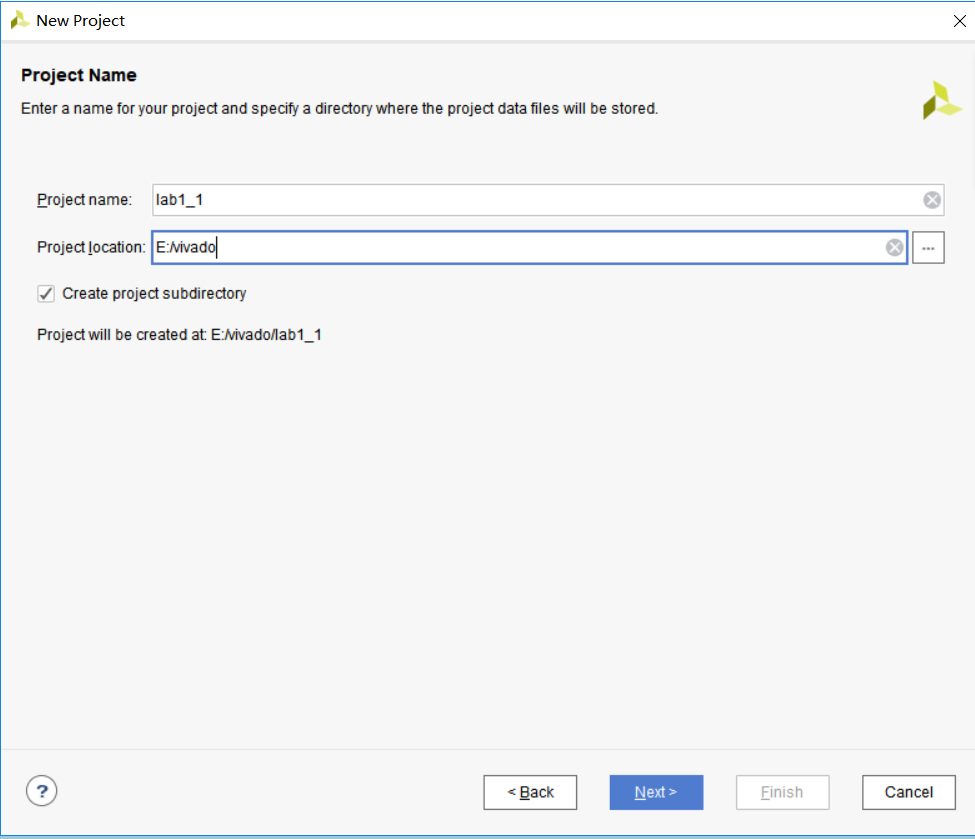 New Project
Project Name
Enter a name for your project and specify a directory where the project data files will be stored.
Project name: lab1_1
Project location: E:/vivado
...
Create project subdirectory
Project will be created at: E:/vivado/lab1_1
?
< Back
Next >
Finish
Cancel